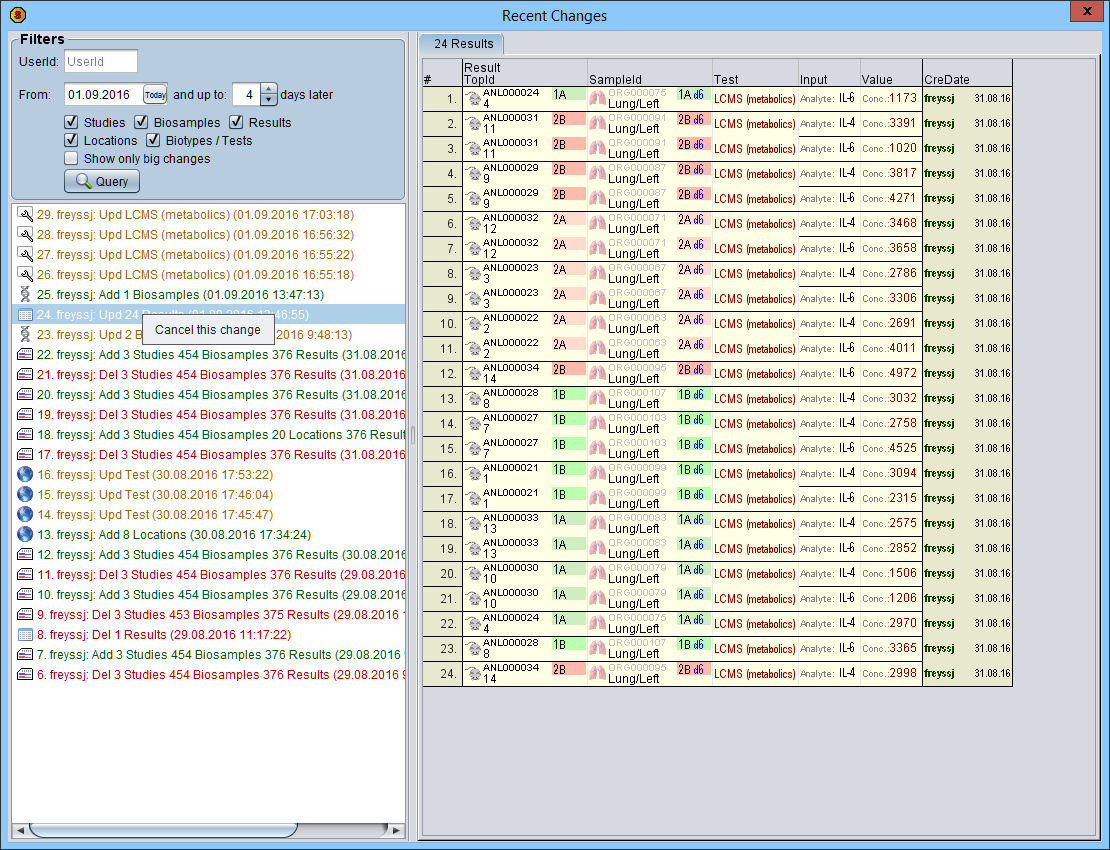 Recent Changes
Filters
UserId: UserId
From: 01.09.2016 Today and up to: 4 days later
Studies Biosamples Results
Locations Biotypes / Tests
Show only big changes
Query
29. freyssj: Upd LCMS (metabolics) (01.09.2016 17:03:18)
28. freyssj: Upd LCMS (metabolics) (01.09.2016 16:56:32)
27. freyssj: Upd LCMS (metabolics) (01.09.2016 16:55:22)
26. freyssj: Upd LCMS (metabolics) (01.09.2016 16:55:18)
25. freyssj: Add 1 Biosamples (01.09.2016 13:47:13)
24. freyssj: Upd 24 :46:55)
Cancel this change
23. freyssj: Upd 2 B 2016 9:48:13)
22. freyssj: Add 3 Studies 454 Biosamples 376 Results (31.08.2016
21. freyssj: Del 3 Studies 454 Biosamples 376 Results (31.08.2016
20. freyssj: Add 3 Studies 454 Biosamples 376 Results (31.08.2016
19. freyssj: Del 3 Studies 454 Biosamples 376 Results (31.08.2016
18. freyssj: Add 3 Studies 454 Biosamples 20 Locations 376 Result
17. freyssj: Del 3 Studies 454 Biosamples 376 Results (31.08.2016
16. freyssj: Upd Test (30.08.2016 17:53:22)
15. freyssj: Upd Test (30.08.2016 17:46:04)
14. freyssj: Upd Test (30.08.2016 17:45:47)
13. freyssj: Add 8 Locations (30.08.2016 17:34:24)
12. freyssj: Add 3 Studies 454 Biosamples 376 Results (30.08.2016
11. freyssj: Del 3 Studies 454 Biosamples 376 Results (29.08.2016
10. freyssj: Add 3 Studies 454 Biosamples 376 Results (29.08.2016
9. freyssj: Del 3 Studies 453 Biosamples 375 Results (29.08.2016 1
8. freyssj: Del 1 Results (29.08.2016 11:17:22)
7. freyssj: Add 3 Studies 454 Biosamples 376 Results (29.08.2016
6. freyssj: Del 3 Studies 454 Biosamples 376 Results (29.08.2016 9
24 Results
Result
# TopId SampleId Test Input Value CreDate
1. ANL000024 1A ORG000075 1A d6 LCMS (metabolics) Analyte: IL-6 Conc.:1173 freyssj 31.08.16
4 Lung/Left
2. ANL000031 2B ORG000091 2B d6 LCMS (metabolics) Analyte: IL-4 Conc.:3391 freyssj 31.08.16
11 Lung/Left
3. ANL000031 2B ORG000091 2B d6 LCMS (metabolics) Analyte: IL-6 Conc.:1020 freyssj 31.08.16
11 Lung/Left
4. ANL000029 2B ORG000087 2B d6 LCMS (metabolics) Analyte: IL-4 Conc.:3817 freyssj 31.08.16
9 Lung/Left
5. ANL000029 2B ORG000087 2B d6 LCMS (metabolics) Analyte: IL-6 Conc.:4271 freyssj 31.08.16
9 Lung/Left
6. ANL000032 2A ORG000071 2A d6 LCMS (metabolics) Analyte: IL-4 Conc.:3468 freyssj 31.08.16
12 Lung/Left
7. ANL000032 2A ORG000071 2A d6 LCMS (metabolics) Analyte: IL-6 Conc.:3658 freyssj 31.08.16
12 Lung/Left
8. ANL000023 2A ORG000067 2A d6 LCMS (metabolics) Analyte: IL-4 Conc.:2786 freyssj 31.08.16
3 Lung/Left
9. ANL000023 2A ORG000067 2A d6 LCMS (metabolics) Analyte: IL-6 Conc.:3306 freyssj 31.08.16
3 Lung/Left
10. ANL000022 2A ORG000063 2A d6 LCMS (metabolics) Analyte: IL-4 Conc.:2691 freyssj 31.08.16
2 Lung/Left
11. ANL000022 2A ORG000063 2A d6 LCMS (metabolics) Analyte: IL-6 Conc.:4011 freyssj 31.08.16
2 Lung/Left
12. ANL000034 2B ORG000095 2B d6 LCMS (metabolics) Analyte: IL-6 Conc.:4972 freyssj 31.08.16
14 Lung/Left
13. ANL000028 1B ORG000107 1B d6 LCMS (metabolics) Analyte: IL-4 Conc.:3032 freyssj 31.08.16
8 Lung/Left
14. ANL000027 1B ORG000103 1B d6 LCMS (metabolics) Analyte: IL-4 Conc.:2758 freyssj 31.08.16
7 Lung/Left
15. ANL000027 1B ORG000103 1B d6 LCMS (metabolics) Analyte: IL-6 Conc.:4525 freyssj 31.08.16
7 Lung/Left
16. ANL000021 1B ORG000099 1B d6 LCMS (metabolics) Analyte: IL-4 Conc.:3094 freyssj 31.08.16
1 Lung/Left
17. ANL000021 1B ORG000099 1B d6 LCMS (metabolics) Analyte: IL-6 Conc.:2315 freyssj 31.08.16
1 Lung/Left
18. ANL000033 1A ORG000083 1A d6 LCMS (metabolics) Analyte: IL-4 Conc.:2575 freyssj 31.08.16
13 Lung/Left
19. ANL000033 1A ORG000083 1A d6 LCMS (metabolics) Analyte: IL-6 Conc.:2852 freyssj 31.08.16
13 Lung/Left
20. ANL000030 1A ORG000079 1A d6 LCMS (metabolics) Analyte: IL-4 Conc.:1506 freyssj 31.08.16
10 Lung/Left
21. ANL000030 1A ORG000079 1A d6 LCMS (metabolics) Analyte: IL-6 Conc.:1206 freyssj 31.08.16
10 Lung/Left
22. ANL000024 1A ORG000075 1A d6 LCMS (metabolics) Analyte: IL-4 Conc.:2970 freyssj 31.08.16
4 Lung/Left
23. ANL000028 1B ORG000107 1B d6 LCMS (metabolics) Analyte: IL-6 Conc.:3365 freyssj 31.08.16
8 Lung/Left
24. ANL000034 2B ORG000095 2B d6 LCMS (metabolics) Analyte: IL-4 Conc.:2998 freyssj 31.08.16
14 Lung/Left